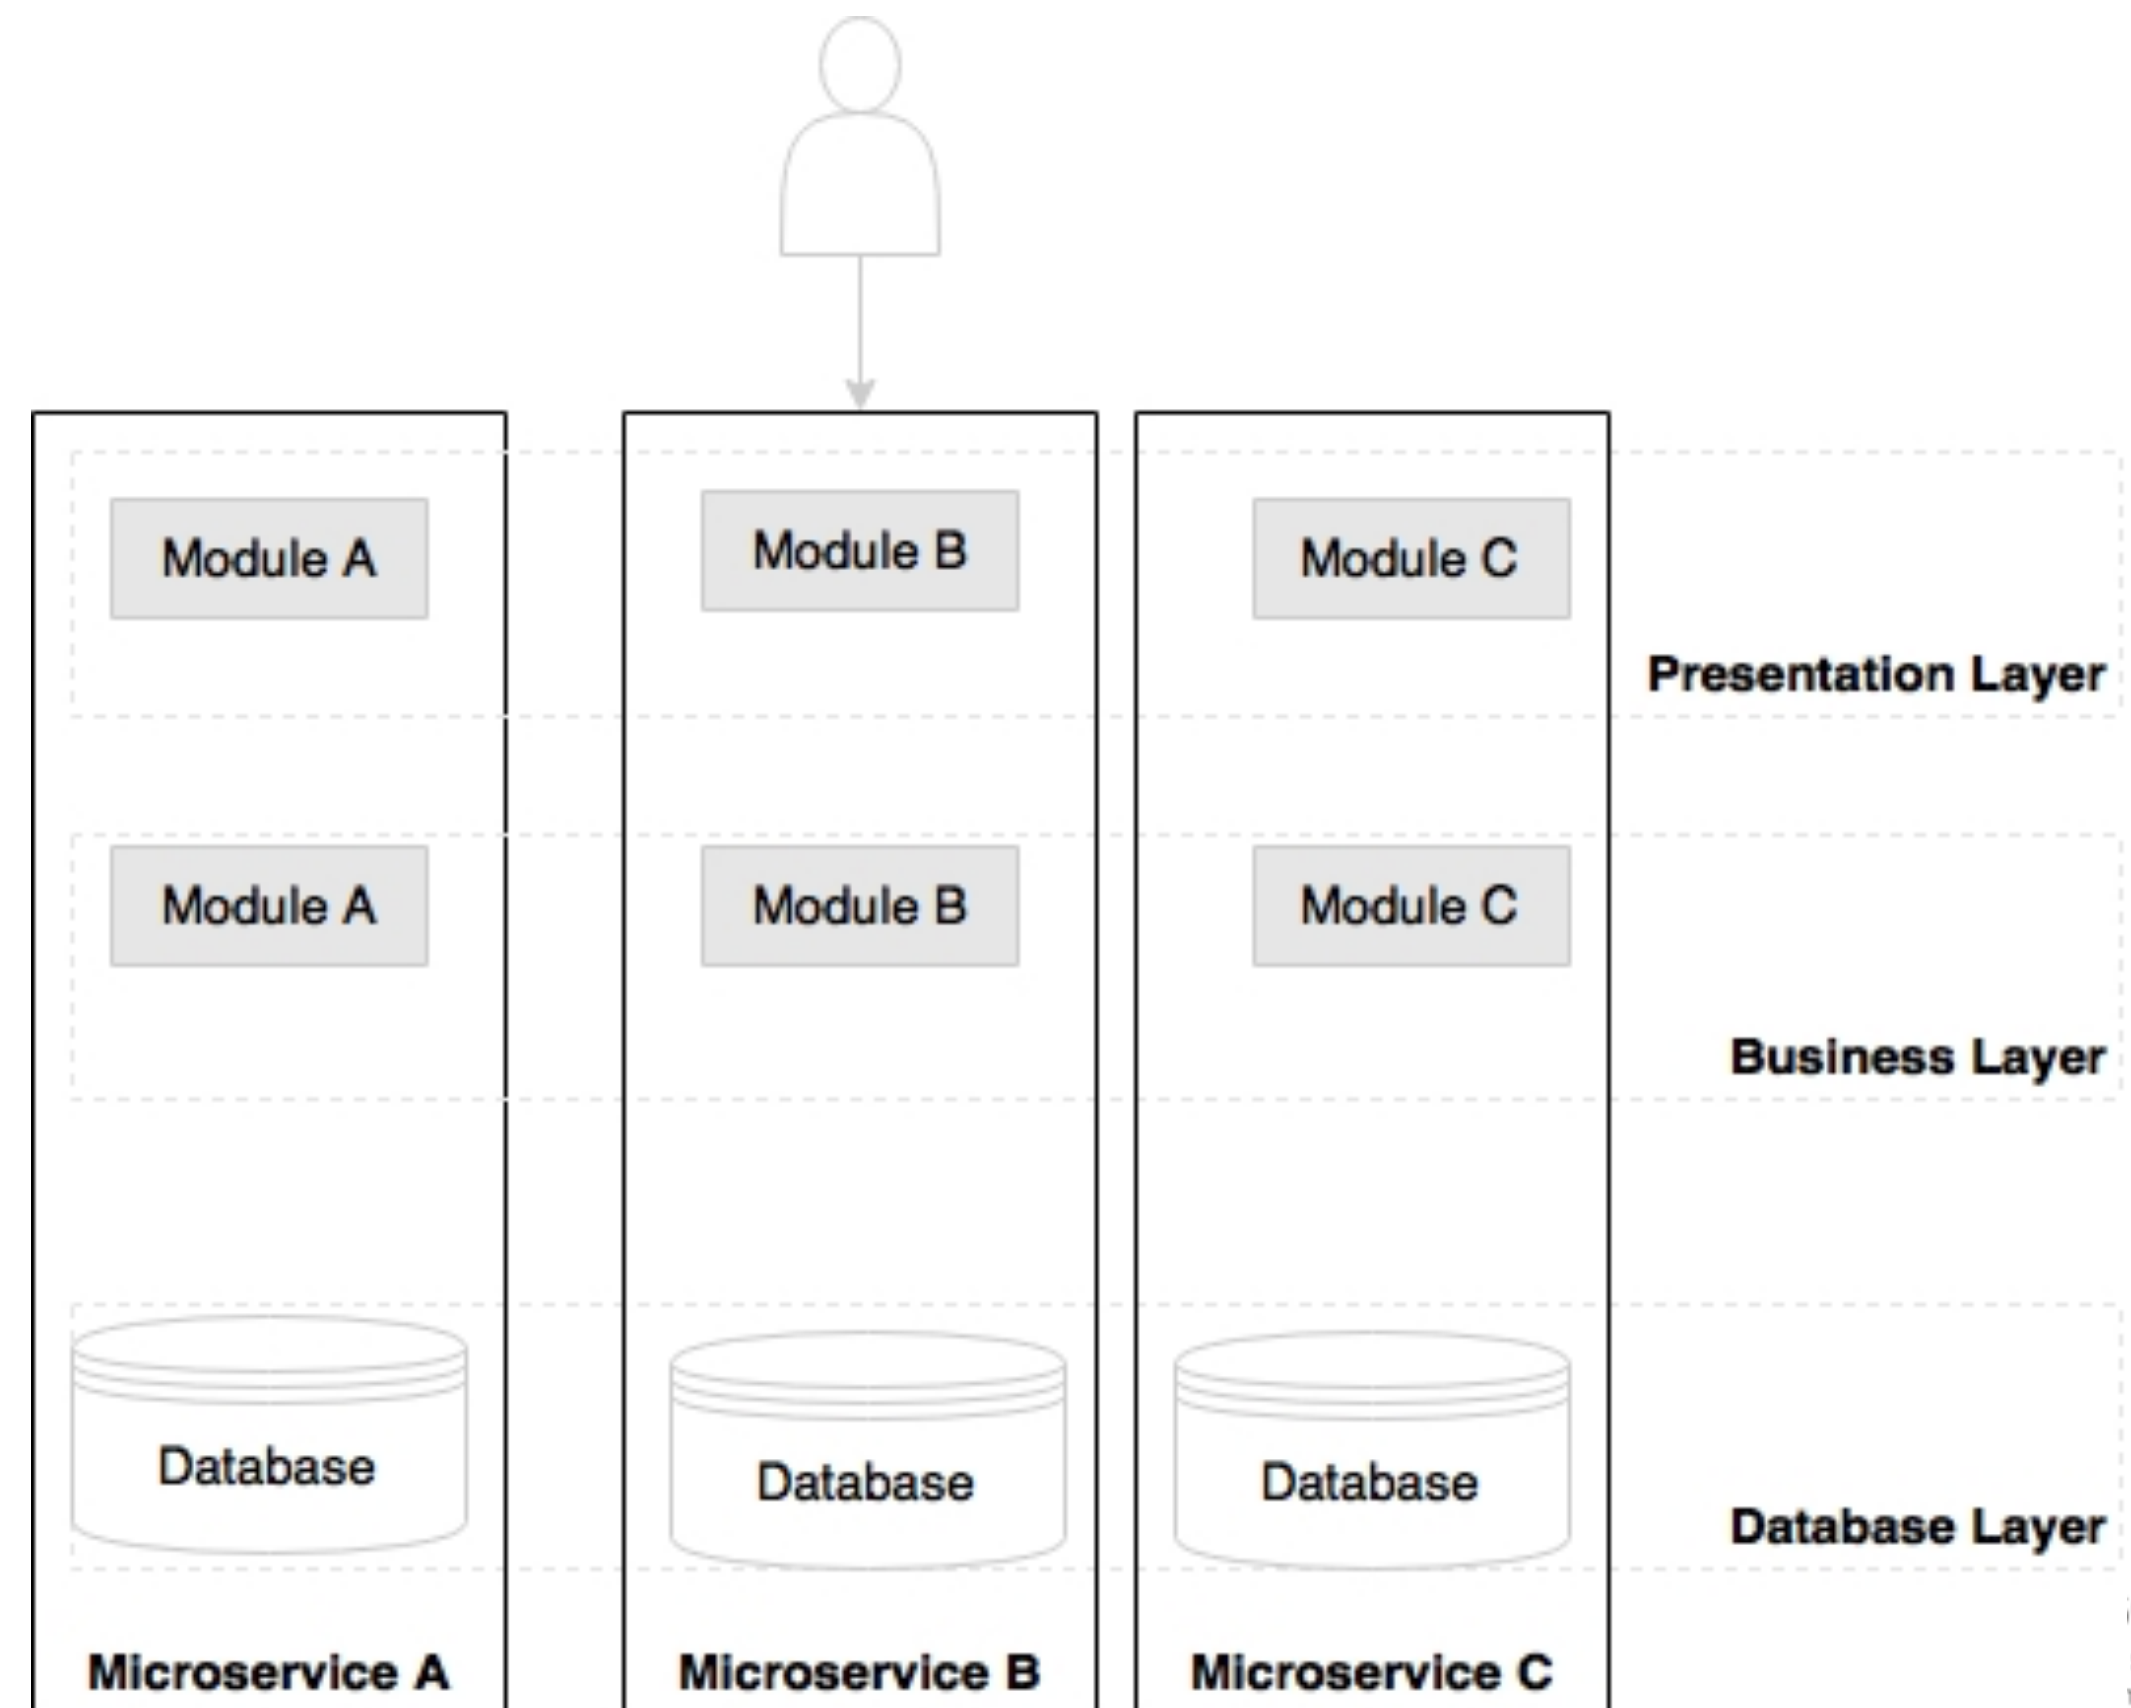 Module A
Module B
Module C
Presentation Layer
Module A
Module B
Module C
Business Layer
Database
Database
Database
Database Layer
Microservice A
Microservice B
Microservice C